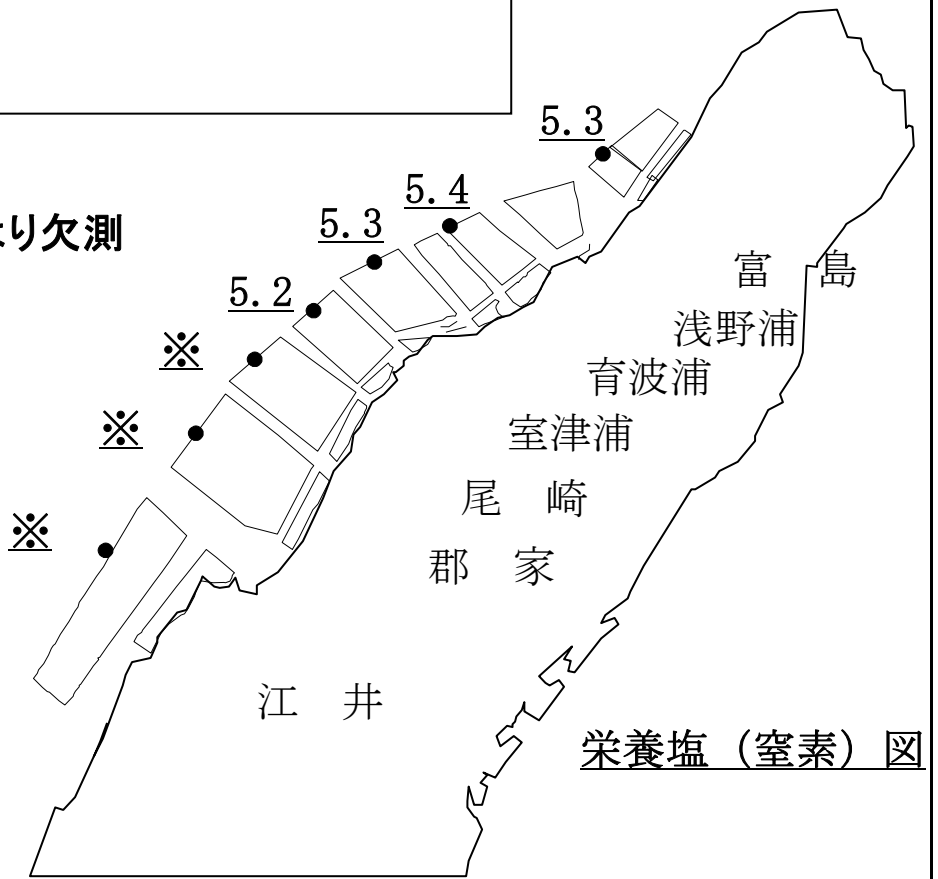 5.3
5.4
り欠測
5.3
富　島
5.2
浅野浦
※
育波浦
※
室津浦
尾　崎
※
郡　家
江　井
栄養塩（窒素）図